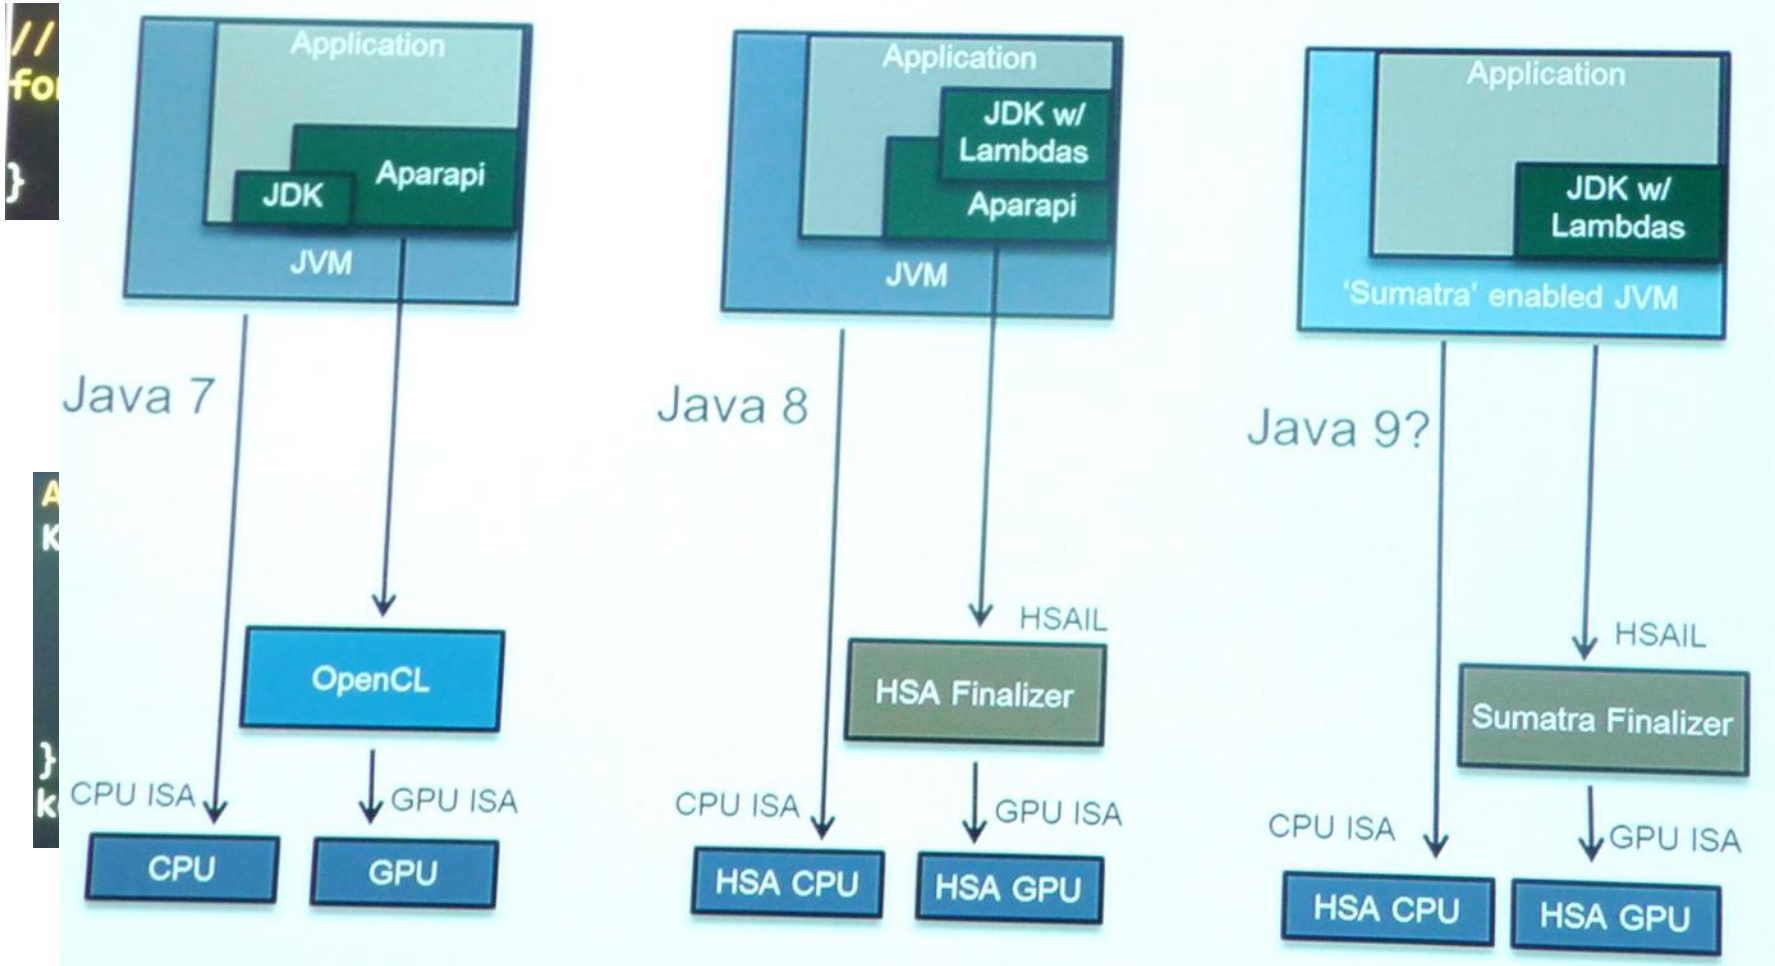 //
for
}
A
K
}
k
Application
JDK
Aparapi
JVM
Java 7
OpenCL
CPU ISA
GPU ISA
CPU
GPU
Application
JDK w/
Lambdas
Aparapi
JVM
Java 8
HSAIL
HSA Finalizer
CPU ISA
GPU ISA
HSA CPU
HSA GPU
Application
JDK w/
Lambdas
'Sumatra' enabled JVM
Java 9?
HSAIL
Sumatra Finalizer
CPU ISA
GPU ISA
HSA CPU
HSA GPU